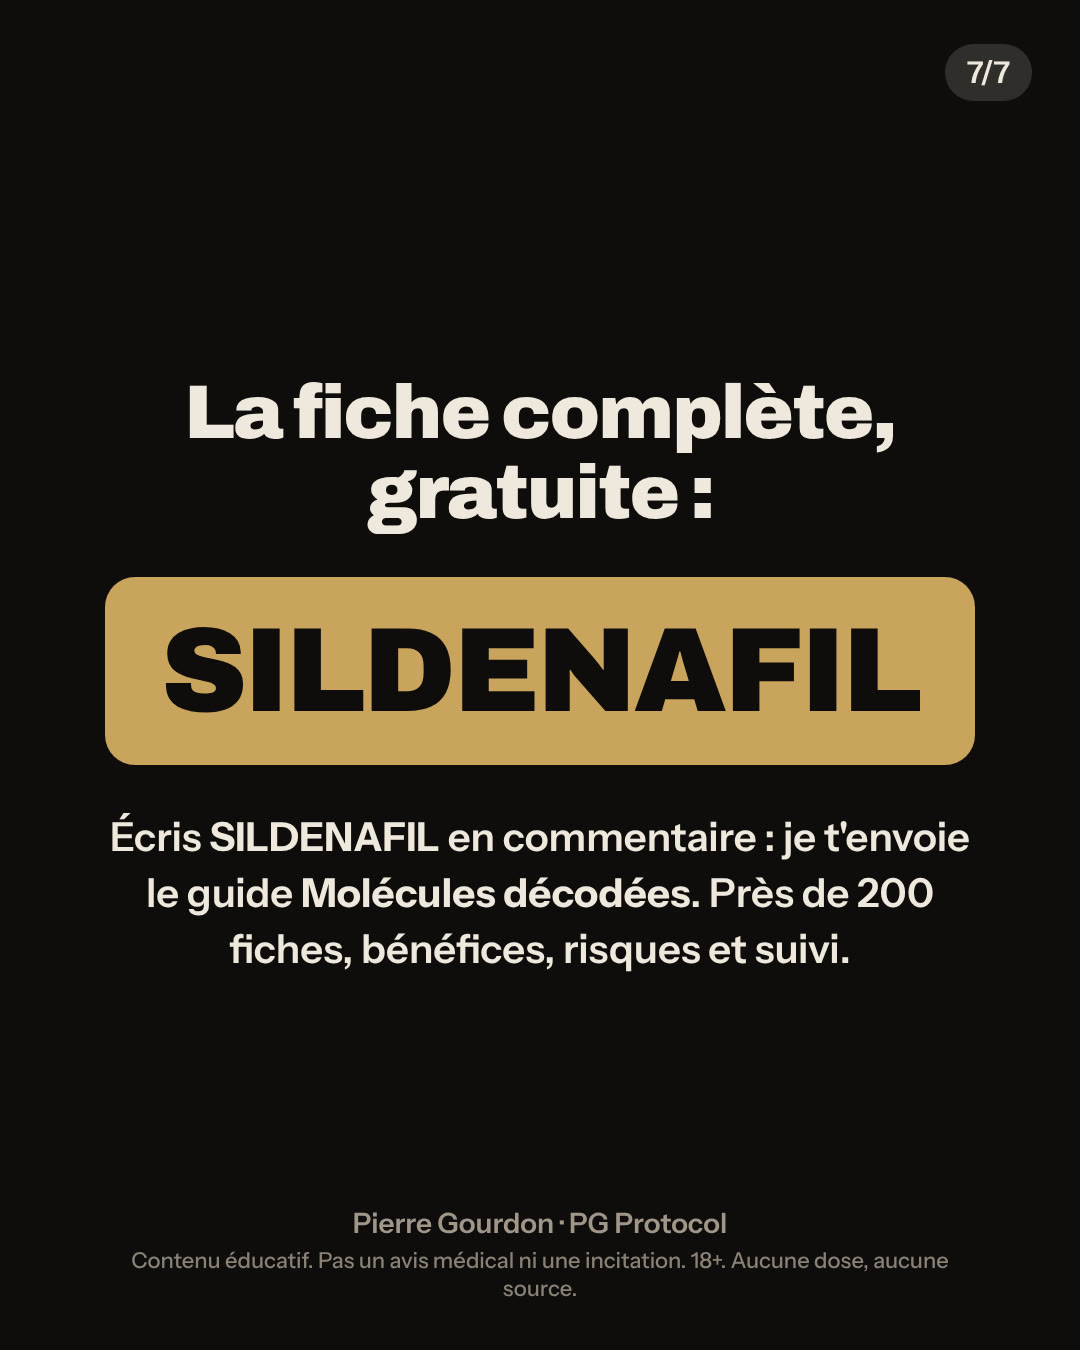 7/7
La fiche complète,
gratuite :
SILDENAFIL
Écris SILDENAFIL en commentaire : je t'envoie
le guide Molécules décodées. Près de 200
fiches, bénéfices, risques et suivi.
Pierre Gourdon · PG Protocol
Contenu éducatif. Pas un avis médical ni une incitation. 18+. Aucune dose, aucune
source.